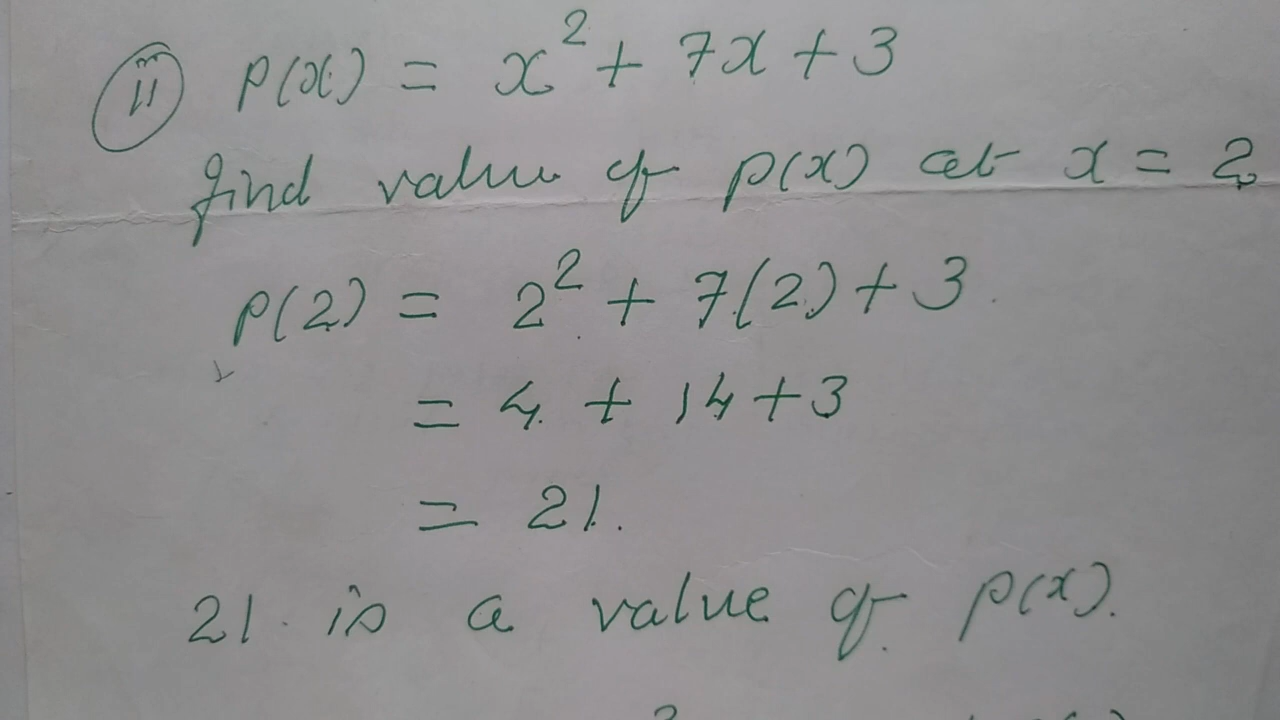 (ii) P(x) = x² + 7x + 3
find value of p(x) at x = 2
P(2) = 2² + 7(2) + 3
= 4 + 14 + 3
= 21.
21 is a value of p(x).